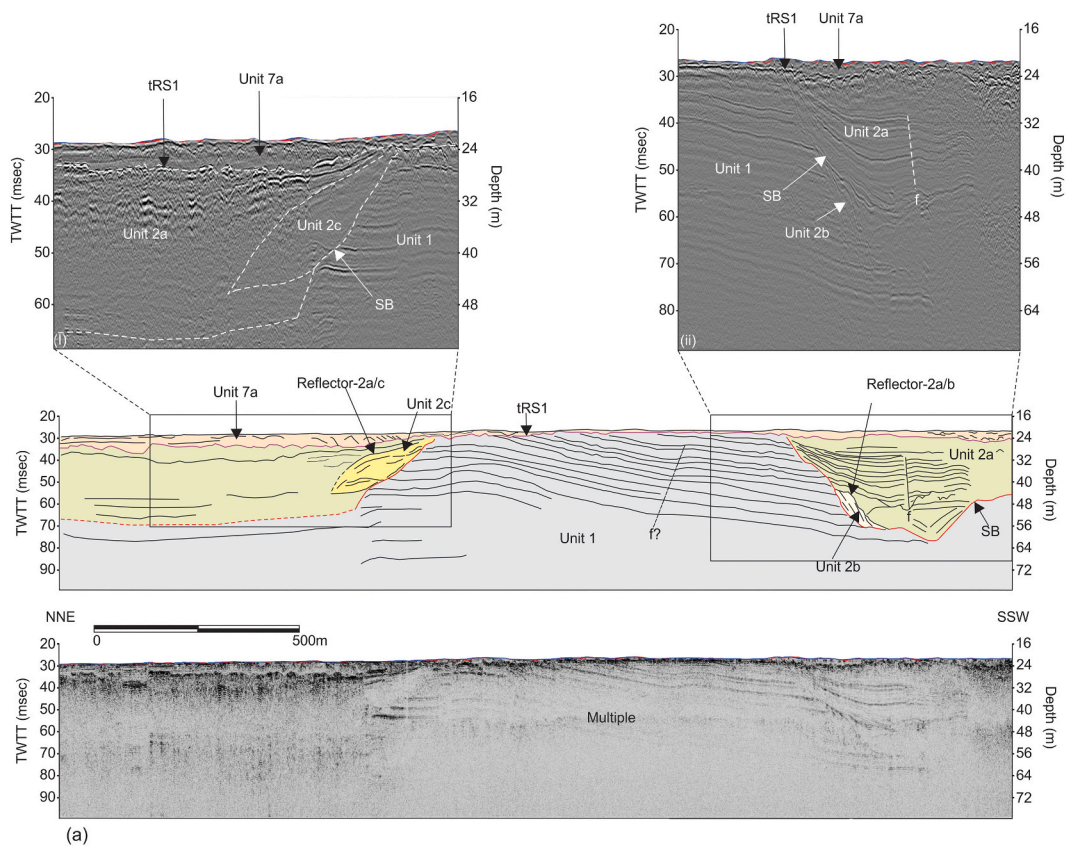 tRS1
Unit 7a
20
30
40
50
60
TWTT (msec)
16
24
28
32
40
48
Depth (m)
Unit 2a
Unit 2c
Unit 1
SB
(i)
tRS1
Unit 7a
20
30
40
50
60
70
80
TWTT (msec)
16
24
32
40
48
56
64
Depth (m)
Unit 2a
Unit 1
SB
Unit 2b
f
(ii)
Unit 7a
Reflector-2a/c
Unit 2c
tRS1
Reflector-2a/b
20
30
40
50
60
70
80
90
TWTT (msec)
16
24
32
40
48
56
64
72
Depth (m)
Unit 2a
f
f?
Unit 1
Unit 2b
SB
NNE
SSW
0
500m
20
30
40
50
60
70
80
90
TWTT (msec)
16
24
32
40
48
56
64
72
Depth (m)
Multiple
(a)